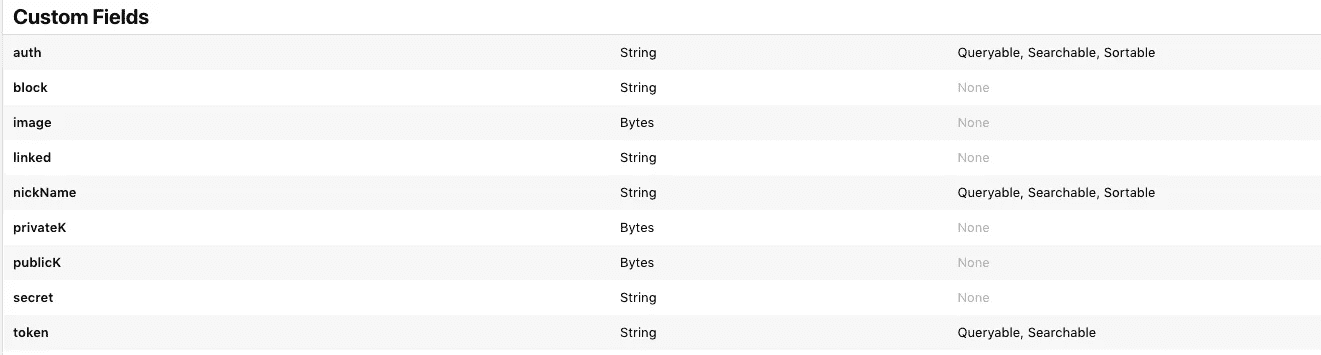 Custom Fields
auth String Queryable, Searchable, Sortable
block String None
image Bytes None
linked String None
nickName String Queryable, Searchable, Sortable
privateK Bytes None
publicK Bytes None
secret String None
token String Queryable, Searchable